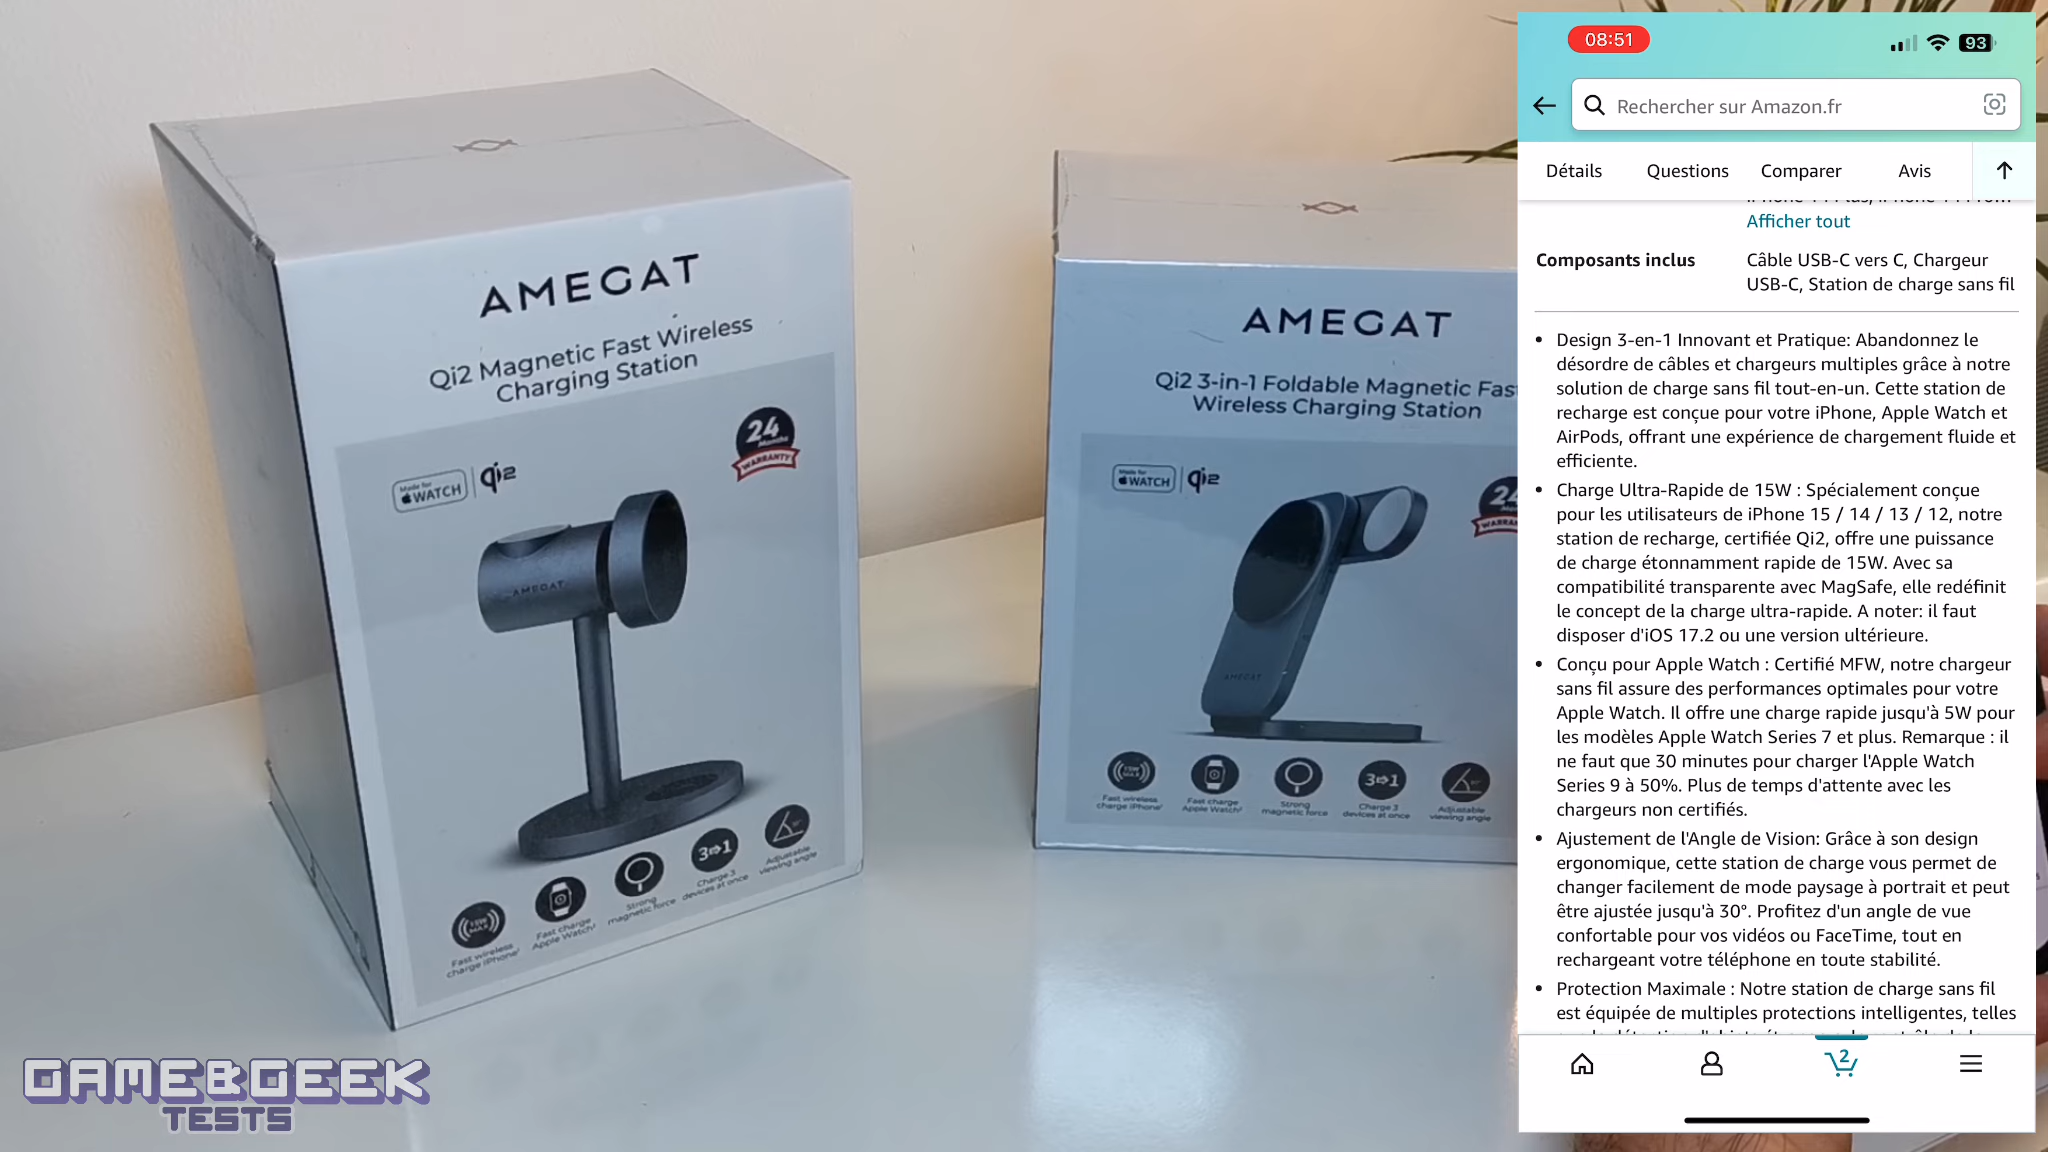 AMEGAT
Qi2 Magnetic Fast Wireless
Charging Station
24
Months
WARRANTY
Made for
WATCH
qi2
AMEGAT
15W
MAX
Fast wireless
charge iPhone¹
Fast charge
Apple Watch²
Strong
magnetic force
3⇨1
Charge 3
devices at once
Adjustable
viewing angle
AMEGAT
Qi2 3-in-1 Foldable Magnetic Fas
Wireless Charging Station
Made for
WATCH
qi2
AMEGAT
15W
MAX
Fast wireless
charge iPhone¹
Fast charge
Apple Watch²
Strong
magnetic force
3⇨1
Charge 3
devices at once
Adjustable
viewing angle
GAME&GEEK
TESTS
08:51
93
Rechercher sur Amazon.fr
Détails
Questions
Comparer
Avis
Afficher tout
Composants inclus
Câble USB-C vers C, Chargeur
USB-C, Station de charge sans fil
• Design 3-en-1 Innovant et Pratique: Abandonnez le
désordre de câbles et chargeurs multiples grâce à notre
solution de charge sans fil tout-en-un. Cette station de
recharge est conçue pour votre iPhone, Apple Watch et
AirPods, offrant une expérience de chargement fluide et
efficiente.
• Charge Ultra-Rapide de 15W : Spécialement conçue
pour les utilisateurs de iPhone 15 / 14 / 13 / 12, notre
station de recharge, certifiée Qi2, offre une puissance
de charge étonnamment rapide de 15W. Avec sa
compatibilité transparente avec MagSafe, elle redéfinit
le concept de la charge ultra-rapide. A noter: il faut
disposer d'iOS 17.2 ou une version ultérieure.
• Conçu pour Apple Watch : Certifié MFW, notre chargeur
sans fil assure des performances optimales pour votre
Apple Watch. Il offre une charge rapide jusqu'à 5W pour
les modèles Apple Watch Series 7 et plus. Remarque : il
ne faut que 30 minutes pour charger l'Apple Watch
Series 9 à 50%. Plus de temps d'attente avec les
chargeurs non certifiés.
• Ajustement de l'Angle de Vision: Grâce à son design
ergonomique, cette station de charge vous permet de
changer facilement de mode paysage à portrait et peut
être ajustée jusqu'à 30°. Profitez d'un angle de vue
confortable pour vos vidéos ou FaceTime, tout en
rechargeant votre téléphone en toute stabilité.
• Protection Maximale : Notre station de charge sans fil
est équipée de multiples protections intelligentes, telles
2